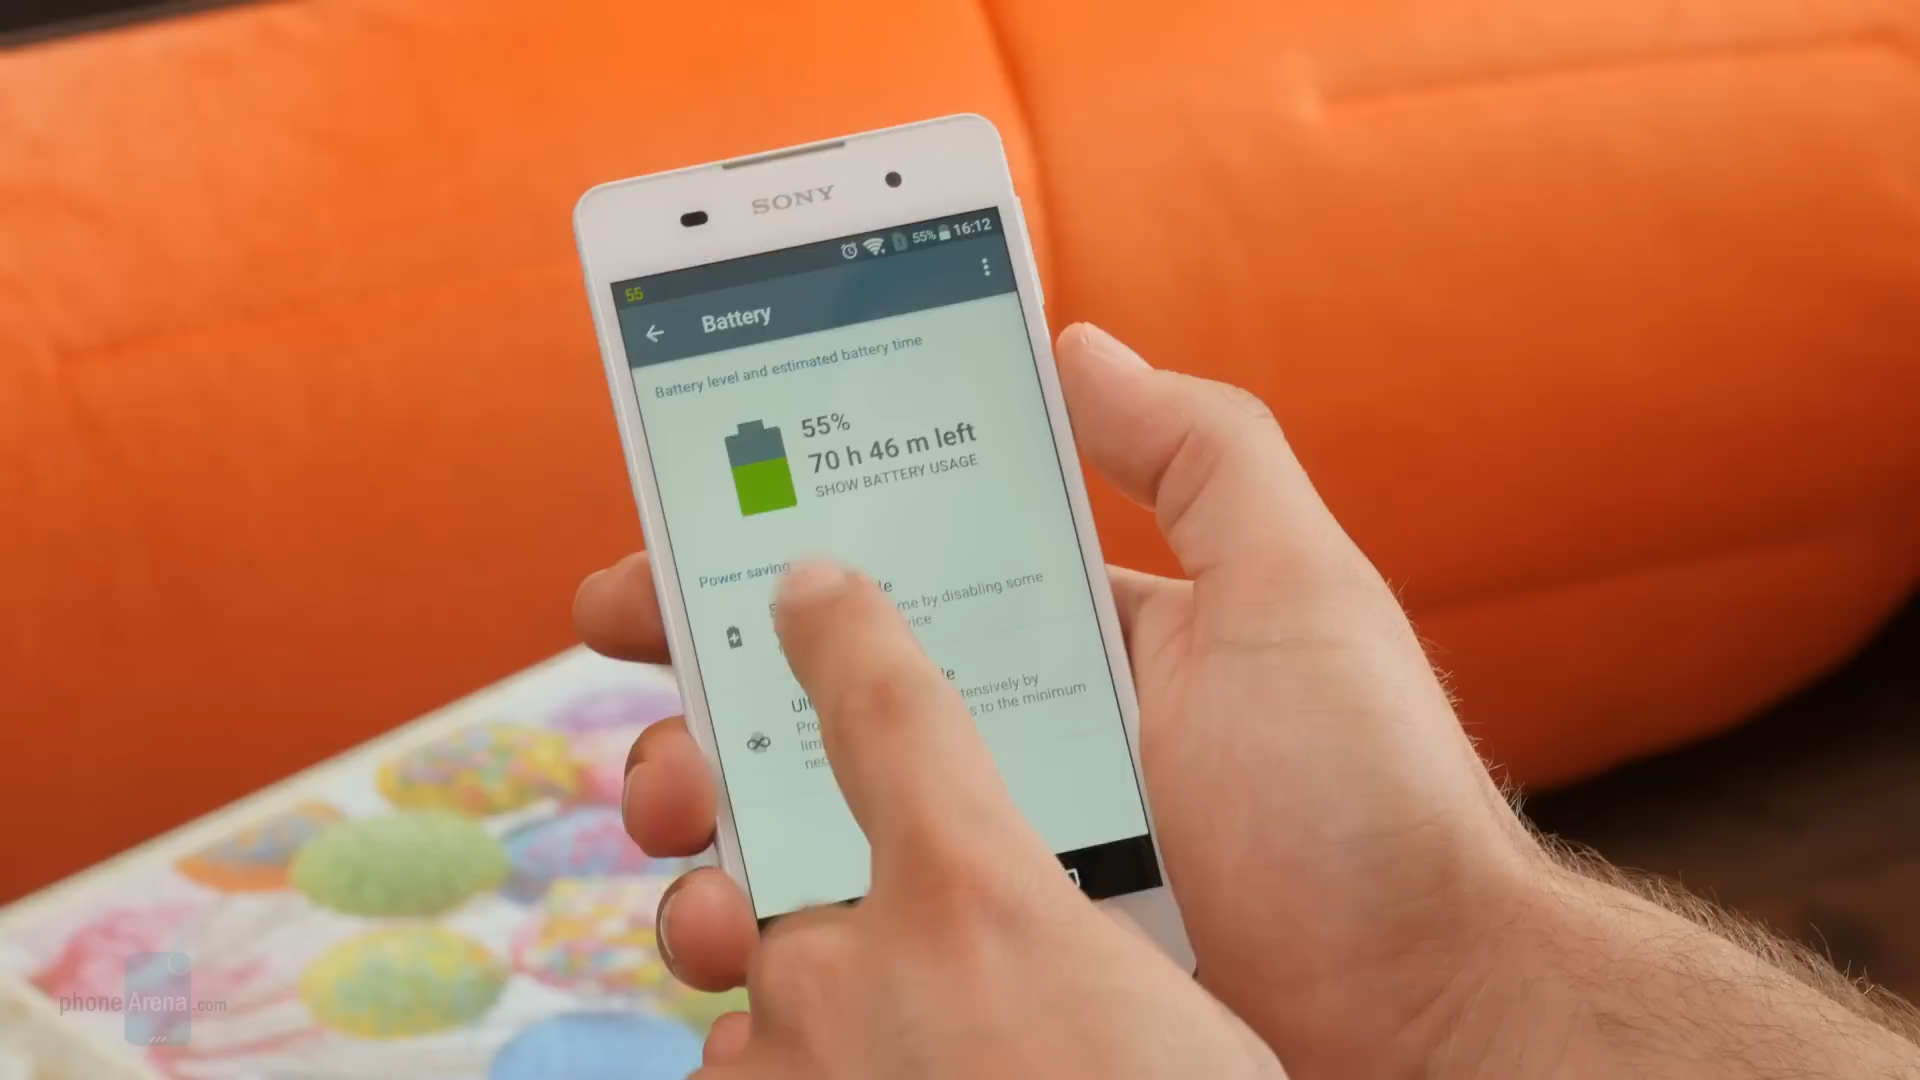 SONY
55% 16:12
55
Battery
Battery level and estimated battery time
55%
70 h 46 m left
SHOW BATTERY USAGE
Power saving
me by disabling some
tensively by
s to the minimum
phoneArena.com